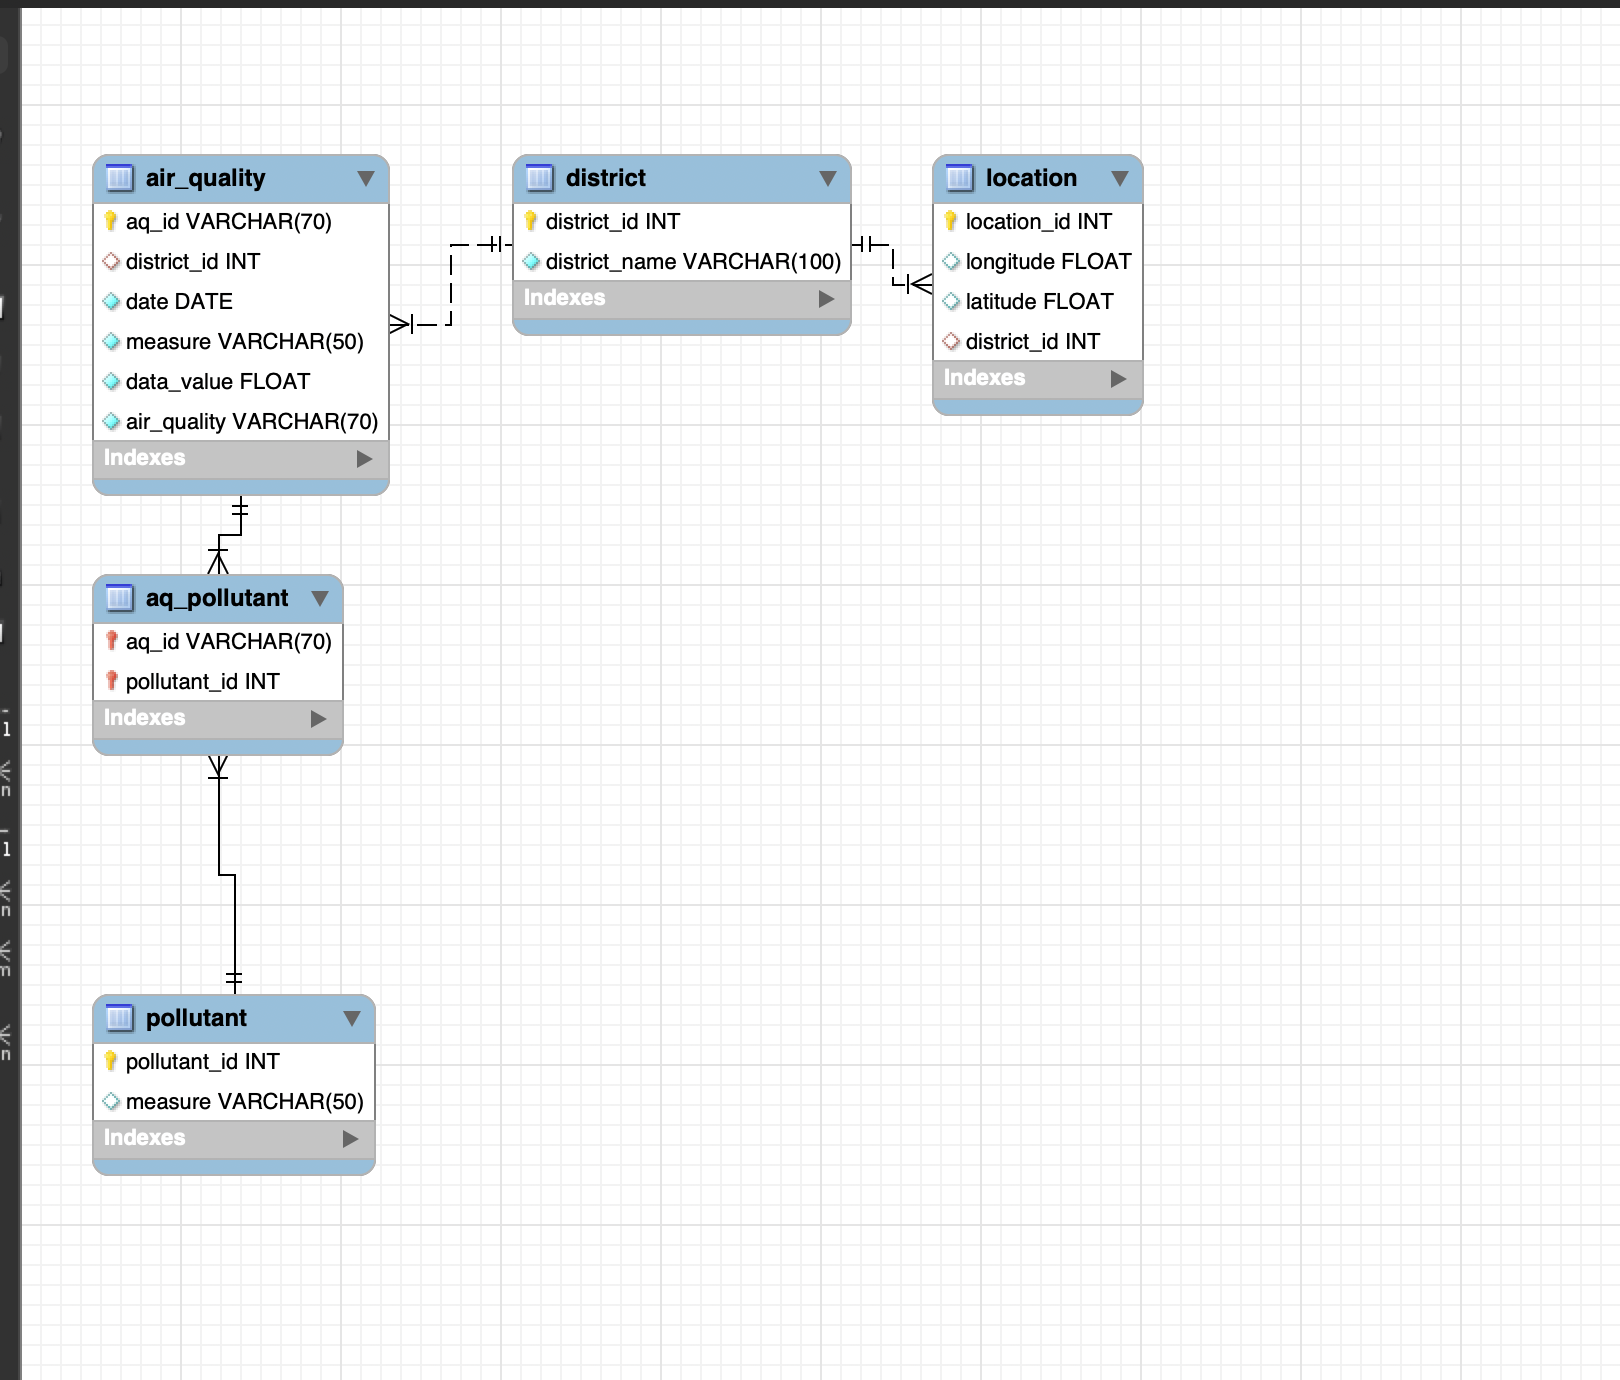 air_quality
aq_id VARCHAR(70)
district_id INT
date DATE
measure VARCHAR(50)
data_value FLOAT
air_quality VARCHAR(70)
Indexes
district
district_id INT
district_name VARCHAR(100)
Indexes
location
location_id INT
longitude FLOAT
latitude FLOAT
district_id INT
Indexes
aq_pollutant
aq_id VARCHAR(70)
pollutant_id INT
Indexes
pollutant
pollutant_id INT
measure VARCHAR(50)
Indexes
1
n
1
n
m
n